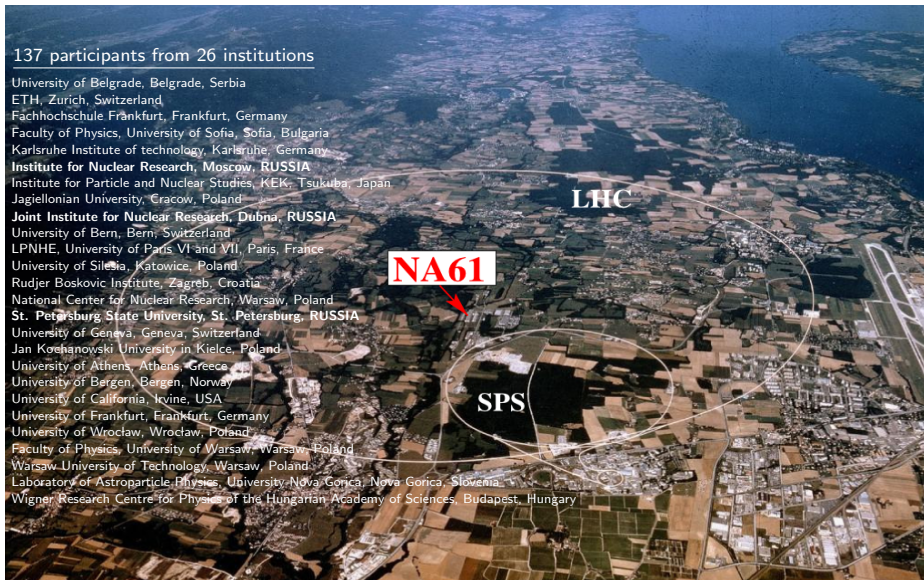 137 participants from 26 institutions
University of Belgrade, Belgrade, Serbia
ETH, Zurich, Switzerland
Fachhochschule Frankfurt, Frankfurt, Germany
Faculty of Physics, University of Sofia, Sofia, Bulgaria
Karlsruhe Institute of technology, Karlsruhe, Germany
Institute for Nuclear Research, Moscow, RUSSIA
Institute for Particle and Nuclear Studies, KEK, Tsukuba, Japan
Jagiellonian University, Cracow, Poland
Joint Institute for Nuclear Research, Dubna, RUSSIA
University of Bern, Bern, Switzerland
LPNHE, University of Paris VI and VII, Paris, France
University of Silesia, Katowice, Poland
Rudjer Boskovic Institute, Zagreb, Croatia
National Center for Nuclear Research, Warsaw, Poland
St. Petersburg State University, St. Petersburg, RUSSIA
University of Geneva, Geneva, Switzerland
Jan Kochanowski University in Kielce, Poland
University of Athens, Athens, Greece
University of Bergen, Bergen, Norway
University of California, Irvine, USA
University of Frankfurt, Frankfurt, Germany
University of Wrocław, Wrocław, Poland
Faculty of Physics, University of Warsaw, Warsaw, Poland
Warsaw University of Technology, Warsaw, Poland
Laboratory of Astroparticle Physics, University Nova Gorica, Nova Gorica, Slovenia
Wigner Research Centre for Physics of the Hungarian Academy of Sciences, Budapest, Hungary
LHC
NA61
SPS